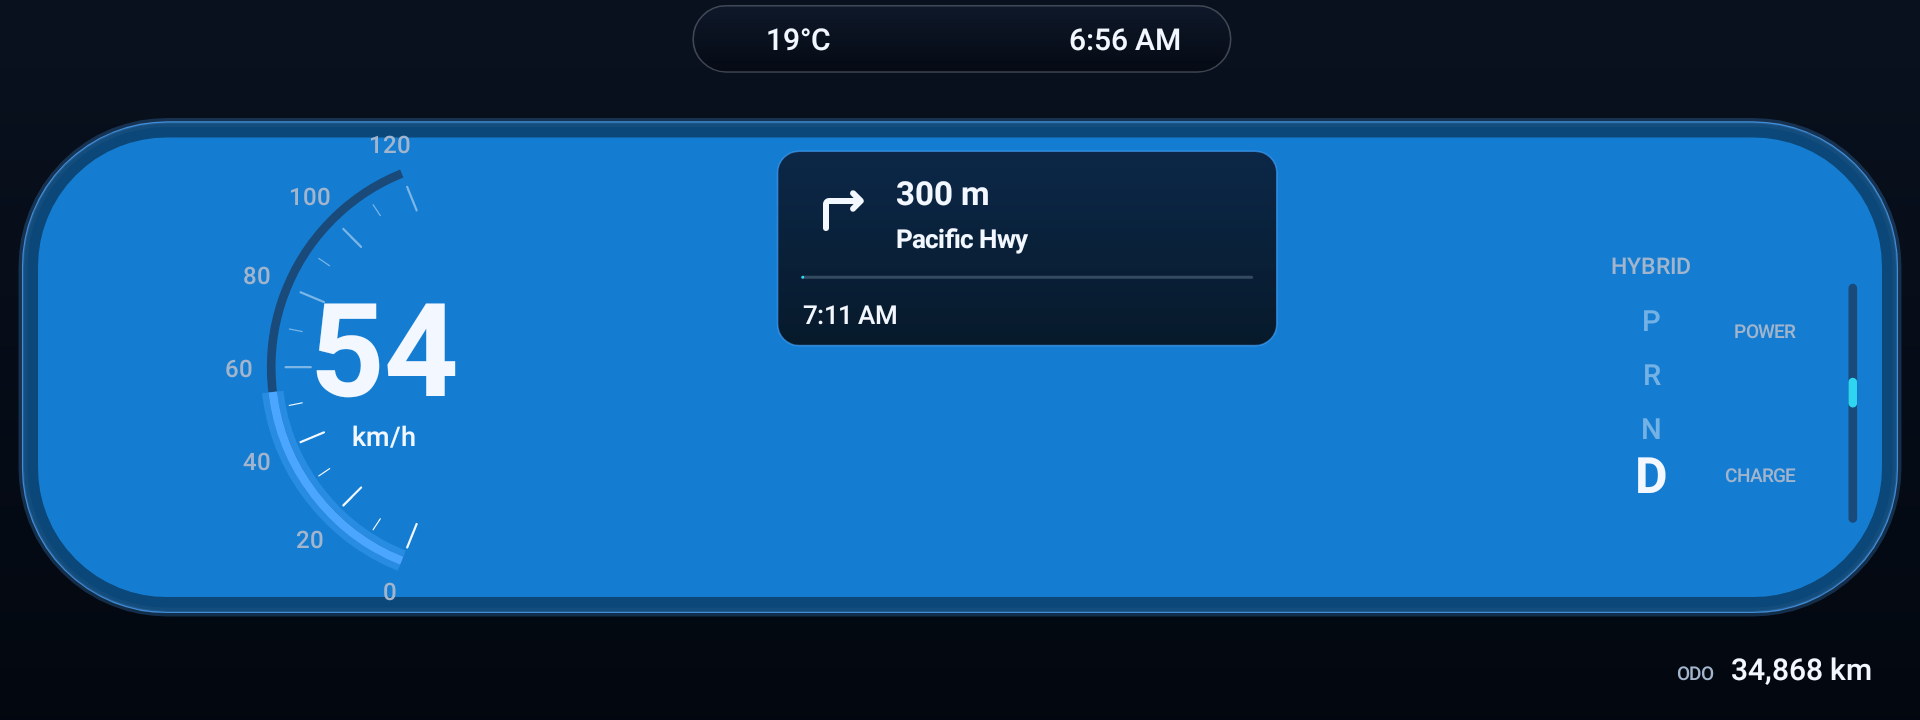 19°C 6:56 AM
120
100
80
60
40
20
0
54
km/h
300 m
Pacific Hwy
7:11 AM
HYBRID
P
R
N
D
POWER
CHARGE
ODO 34,868 km